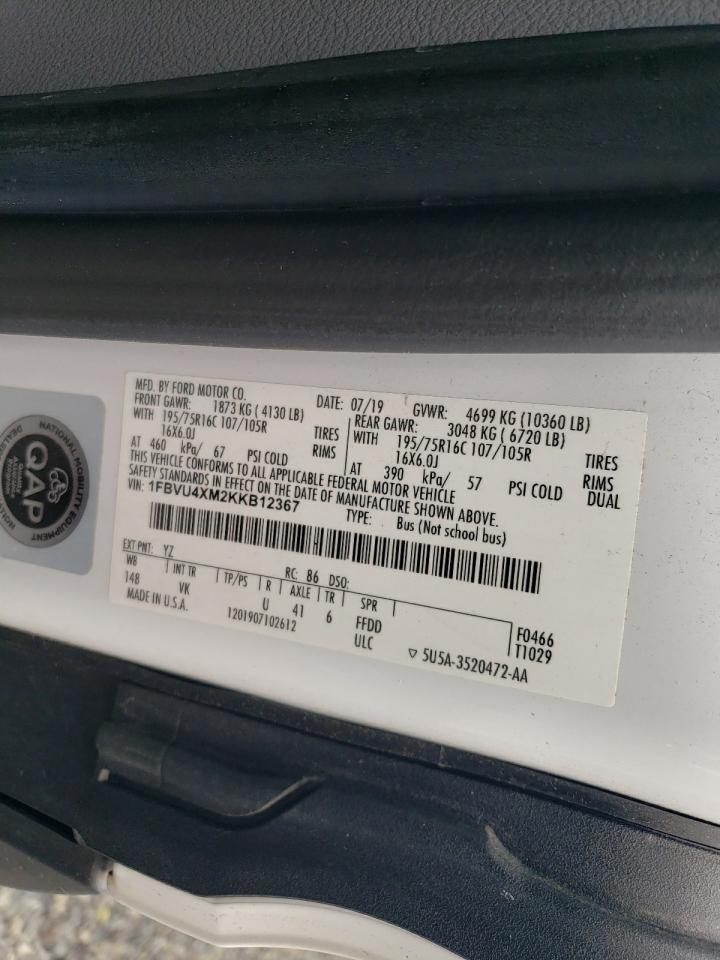 MFD. BY FORD MOTOR CO.
DATE: 07/19 GVWR: 4699 KG (10360 LB)
FRONT GAWR: 1873 KG ( 4130 LB)
WITH 195/75R16C 107/105R TIRES
16X6.0J RIMS
AT 460 kPa/ 67 PSI COLD
REAR GAWR: 3048 KG ( 6720 LB)
WITH 195/75R16C 107/105R TIRES
16X6.0J RIMS
AT 390 kPa/ 57 PSI COLD DUAL
THIS VEHICLE CONFORMS TO ALL APPLICABLE FEDERAL MOTOR VEHICLE
SAFETY STANDARDS IN EFFECT ON THE DATE OF MANUFACTURE SHOWN ABOVE.
VIN: 1FBVU4XM2KKB12367
TYPE: Bus (Not school bus)
EXT PNT: YZ RC: B6 DSO:
WB INT TR TP/PS R AXLE TR SPR
148 VK U 41 6 FFDD
F0466
T1029
MADE IN U.S.A. 1201907102612 ULC
▽ 5U5A-3520472-AA
NATIONAL MOBILITY EQUIPMENT
QAP